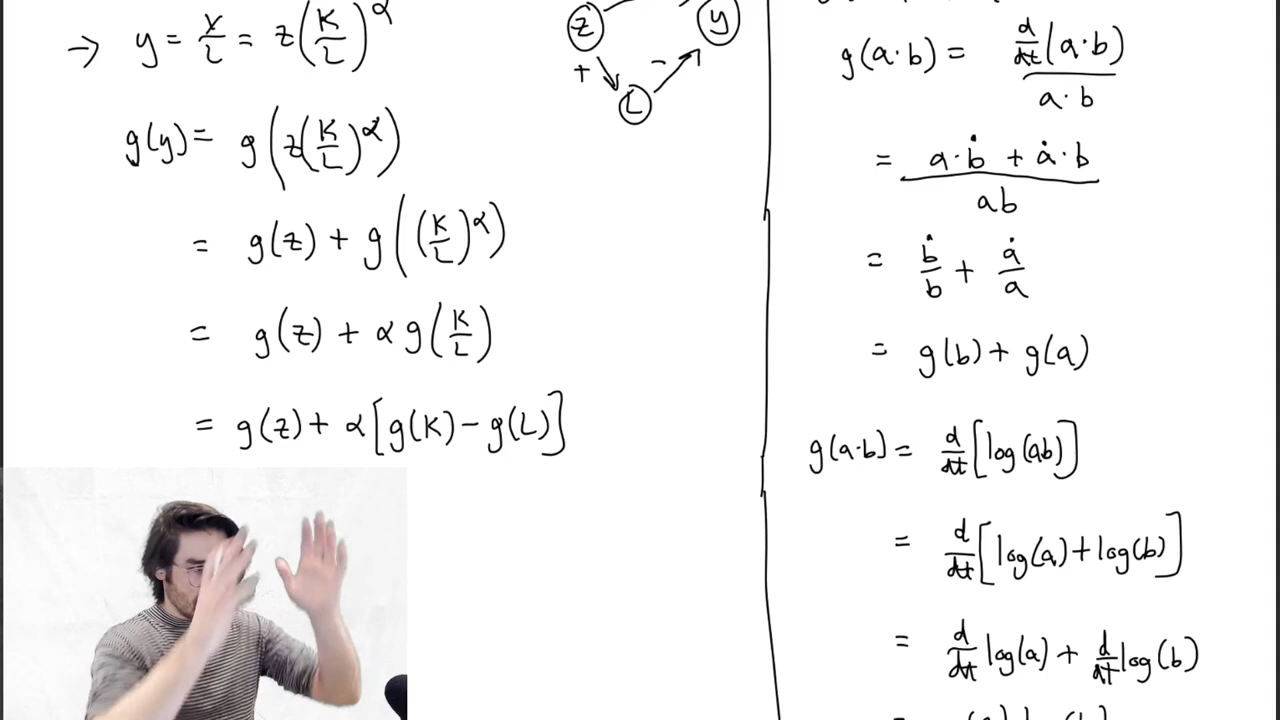 → y = Y/L = z(K/L)^α
g(y) = g(z(K/L)^α)
= g(z) + g((K/L)^α)
= g(z) + α g(K/L)
= g(z) + α[g(K) − g(L)]
z
y
+
−
L
g(a·b) = d/dt(a·b) / a·b
= a·ḃ + ȧ·b / ab
= ḃ/b + ȧ/a
= g(b) + g(a)
g(a·b) = d/dt[log(ab)]
= d/dt[log(a) + log(b)]
= d/dt log(a) + d/dt log(b)